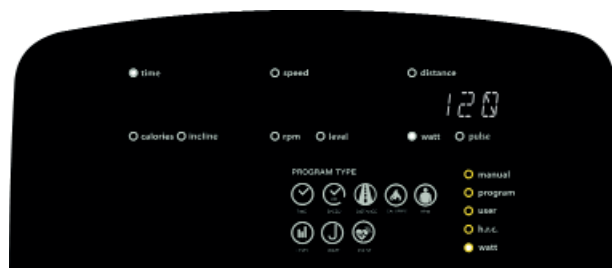 time speed distance
120
calories incline rpm level watt pulse
PROGRAM TYPE
manual
program
user
h.r.c.
watt